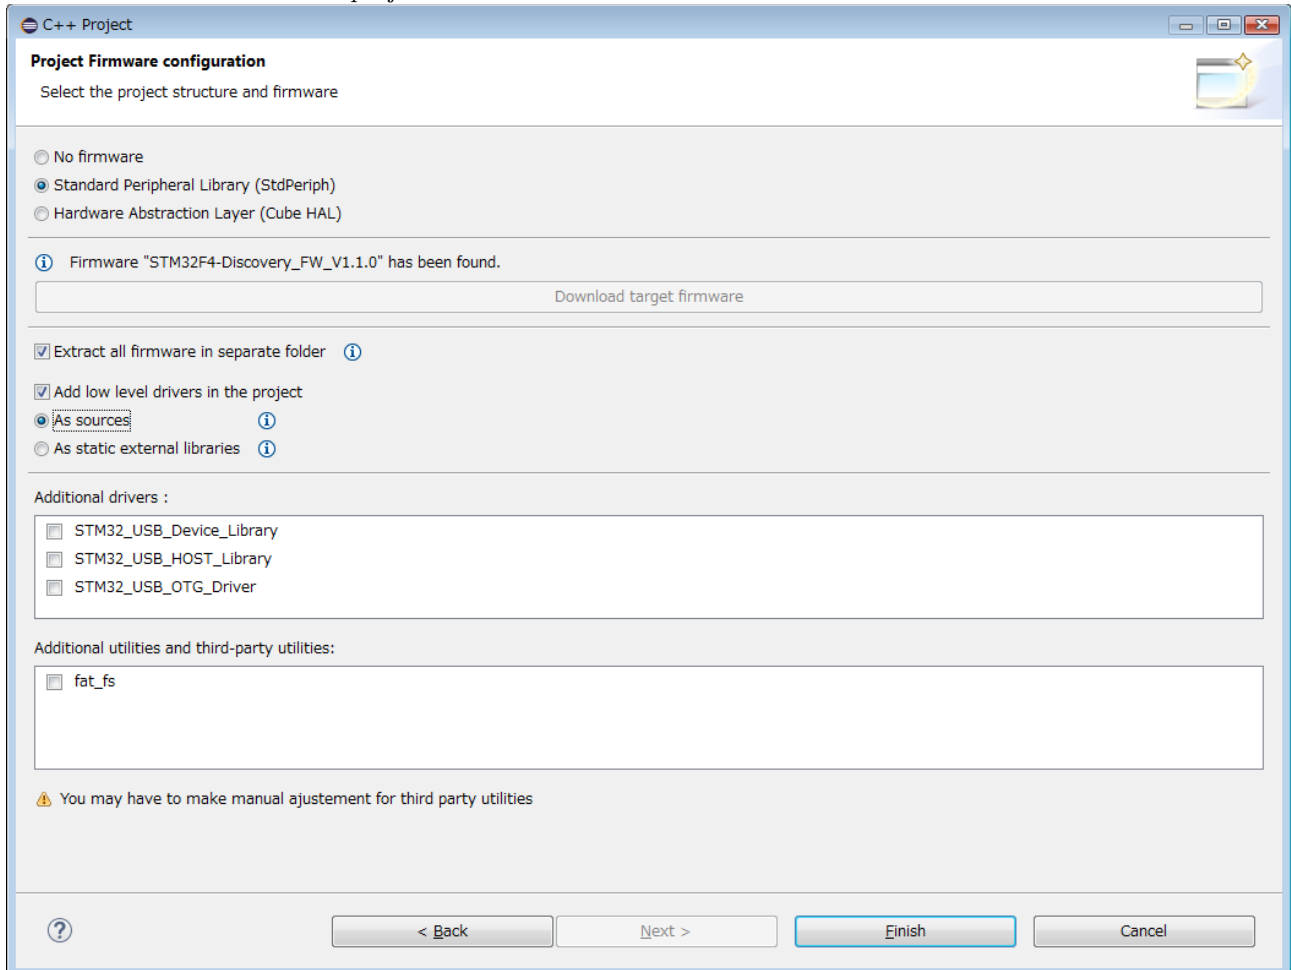 C++ Project
Project Firmware configuration
Select the project structure and firmware
No firmware
Standard Peripheral Library (StdPeriph)
Hardware Abstraction Layer (Cube HAL)
Firmware "STM32F4-Discovery_FW_V1.1.0" has been found.
Download target firmware
Extract all firmware in separate folder
Add low level drivers in the project
As sources
As static external libraries
Additional drivers :
STM32_USB_Device_Library
STM32_USB_HOST_Library
STM32_USB_OTG_Driver
Additional utilities and third-party utilities:
fat_fs
You may have to make manual ajustement for third party utilities
< Back Next > Finish Cancel